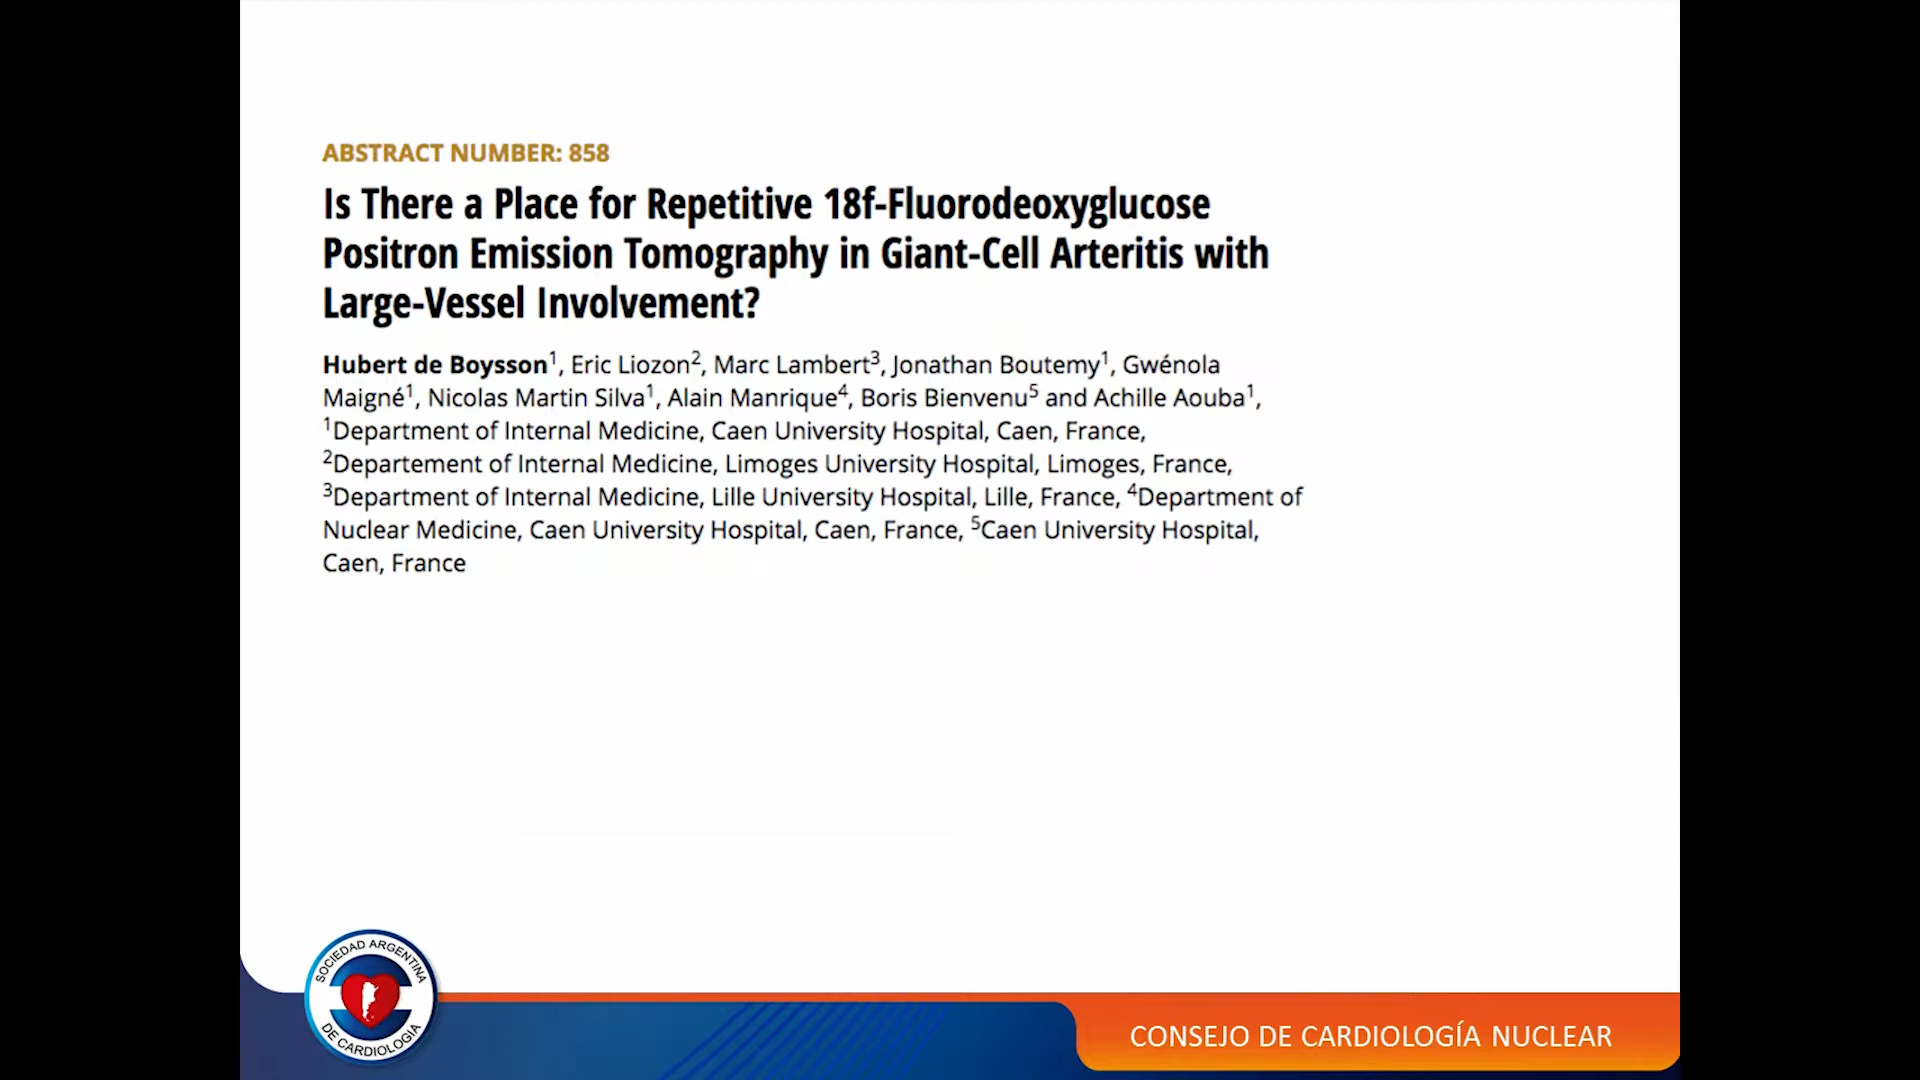 ABSTRACT NUMBER: 858
Is There a Place for Repetitive 18f-Fluorodeoxyglucose
Positron Emission Tomography in Giant-Cell Arteritis with
Large-Vessel Involvement?
Hubert de Boysson1, Eric Liozon2, Marc Lambert3, Jonathan Boutemy1, Gwénola
Maigné1, Nicolas Martin Silva1, Alain Manrique4, Boris Bienvenu5 and Achille Aouba1,
1Department of Internal Medicine, Caen University Hospital, Caen, France,
2Departement of Internal Medicine, Limoges University Hospital, Limoges, France,
3Department of Internal Medicine, Lille University Hospital, Lille, France, 4Department of
Nuclear Medicine, Caen University Hospital, Caen, France, 5Caen University Hospital,
Caen, France
SOCIEDAD ARGENTINA
DE CARDIOLOGIA
CONSEJO DE CARDIOLOGÍA NUCLEAR